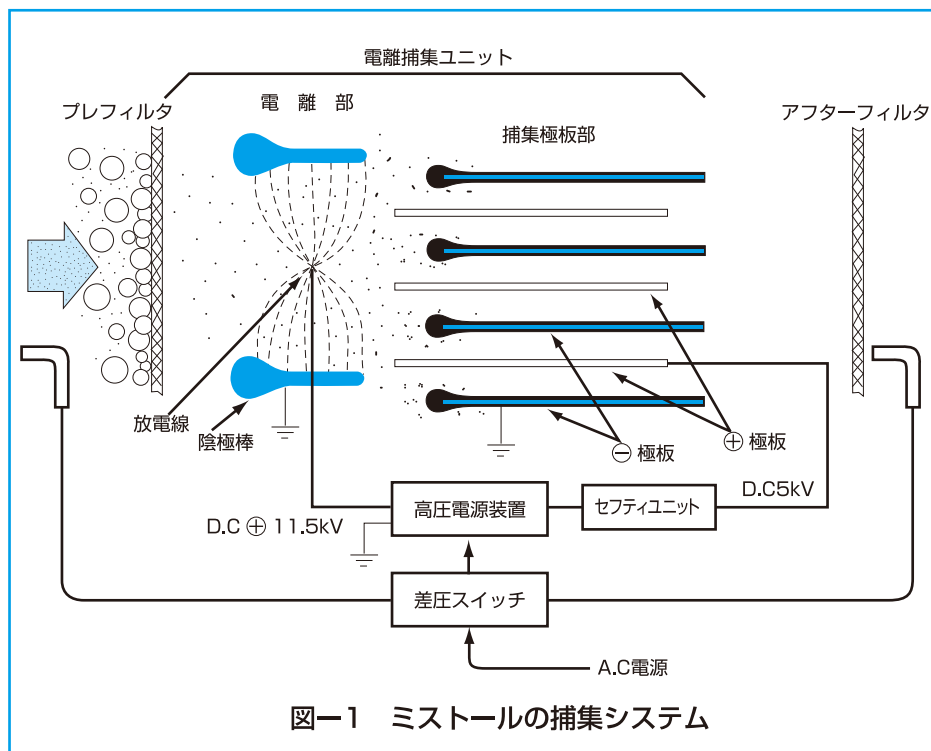 電離捕集ユニット
プレフィルタ
電離部
捕集極板部
アフターフィルタ
放電線
陰極棒
⊖ 極板
⊕ 極板
D.C ⊕ 11.5kV
高圧電源装置
セフティユニット
D.C5kV
差圧スイッチ
A.C電源
図ー1 ミストールの捕集システム